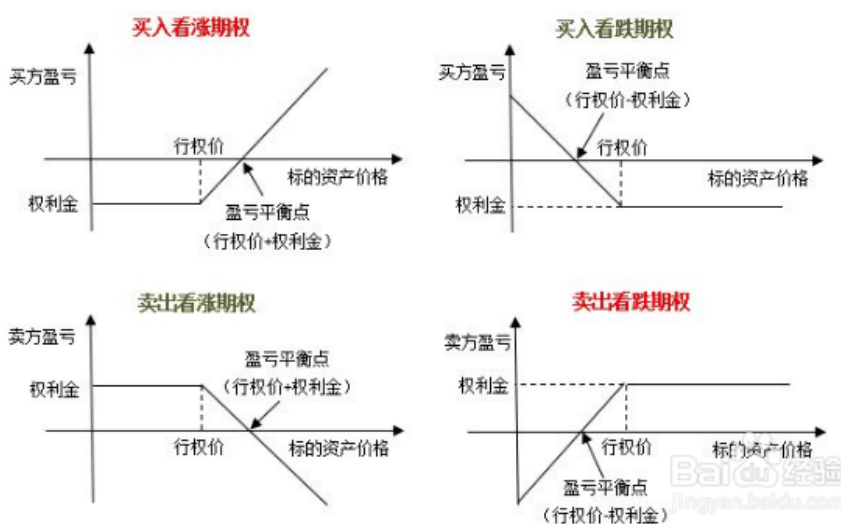 买入看涨期权
买方盈亏
行权价
标的资产价格
权利金
盈亏平衡点
（行权价+权利金）
买入看跌期权
买方盈亏
盈亏平衡点
（行权价-权利金）
行权价
标的资产价格
权利金
卖出看涨期权
卖方盈亏
盈亏平衡点
（行权价+权利金）
权利金
行权价
标的资产价格
卖出看跌期权
卖方盈亏
权利金
行权价
标的资产价格
盈亏平衡点
（行权价-权利金）
Baidu经验
jingyan.baidu.com